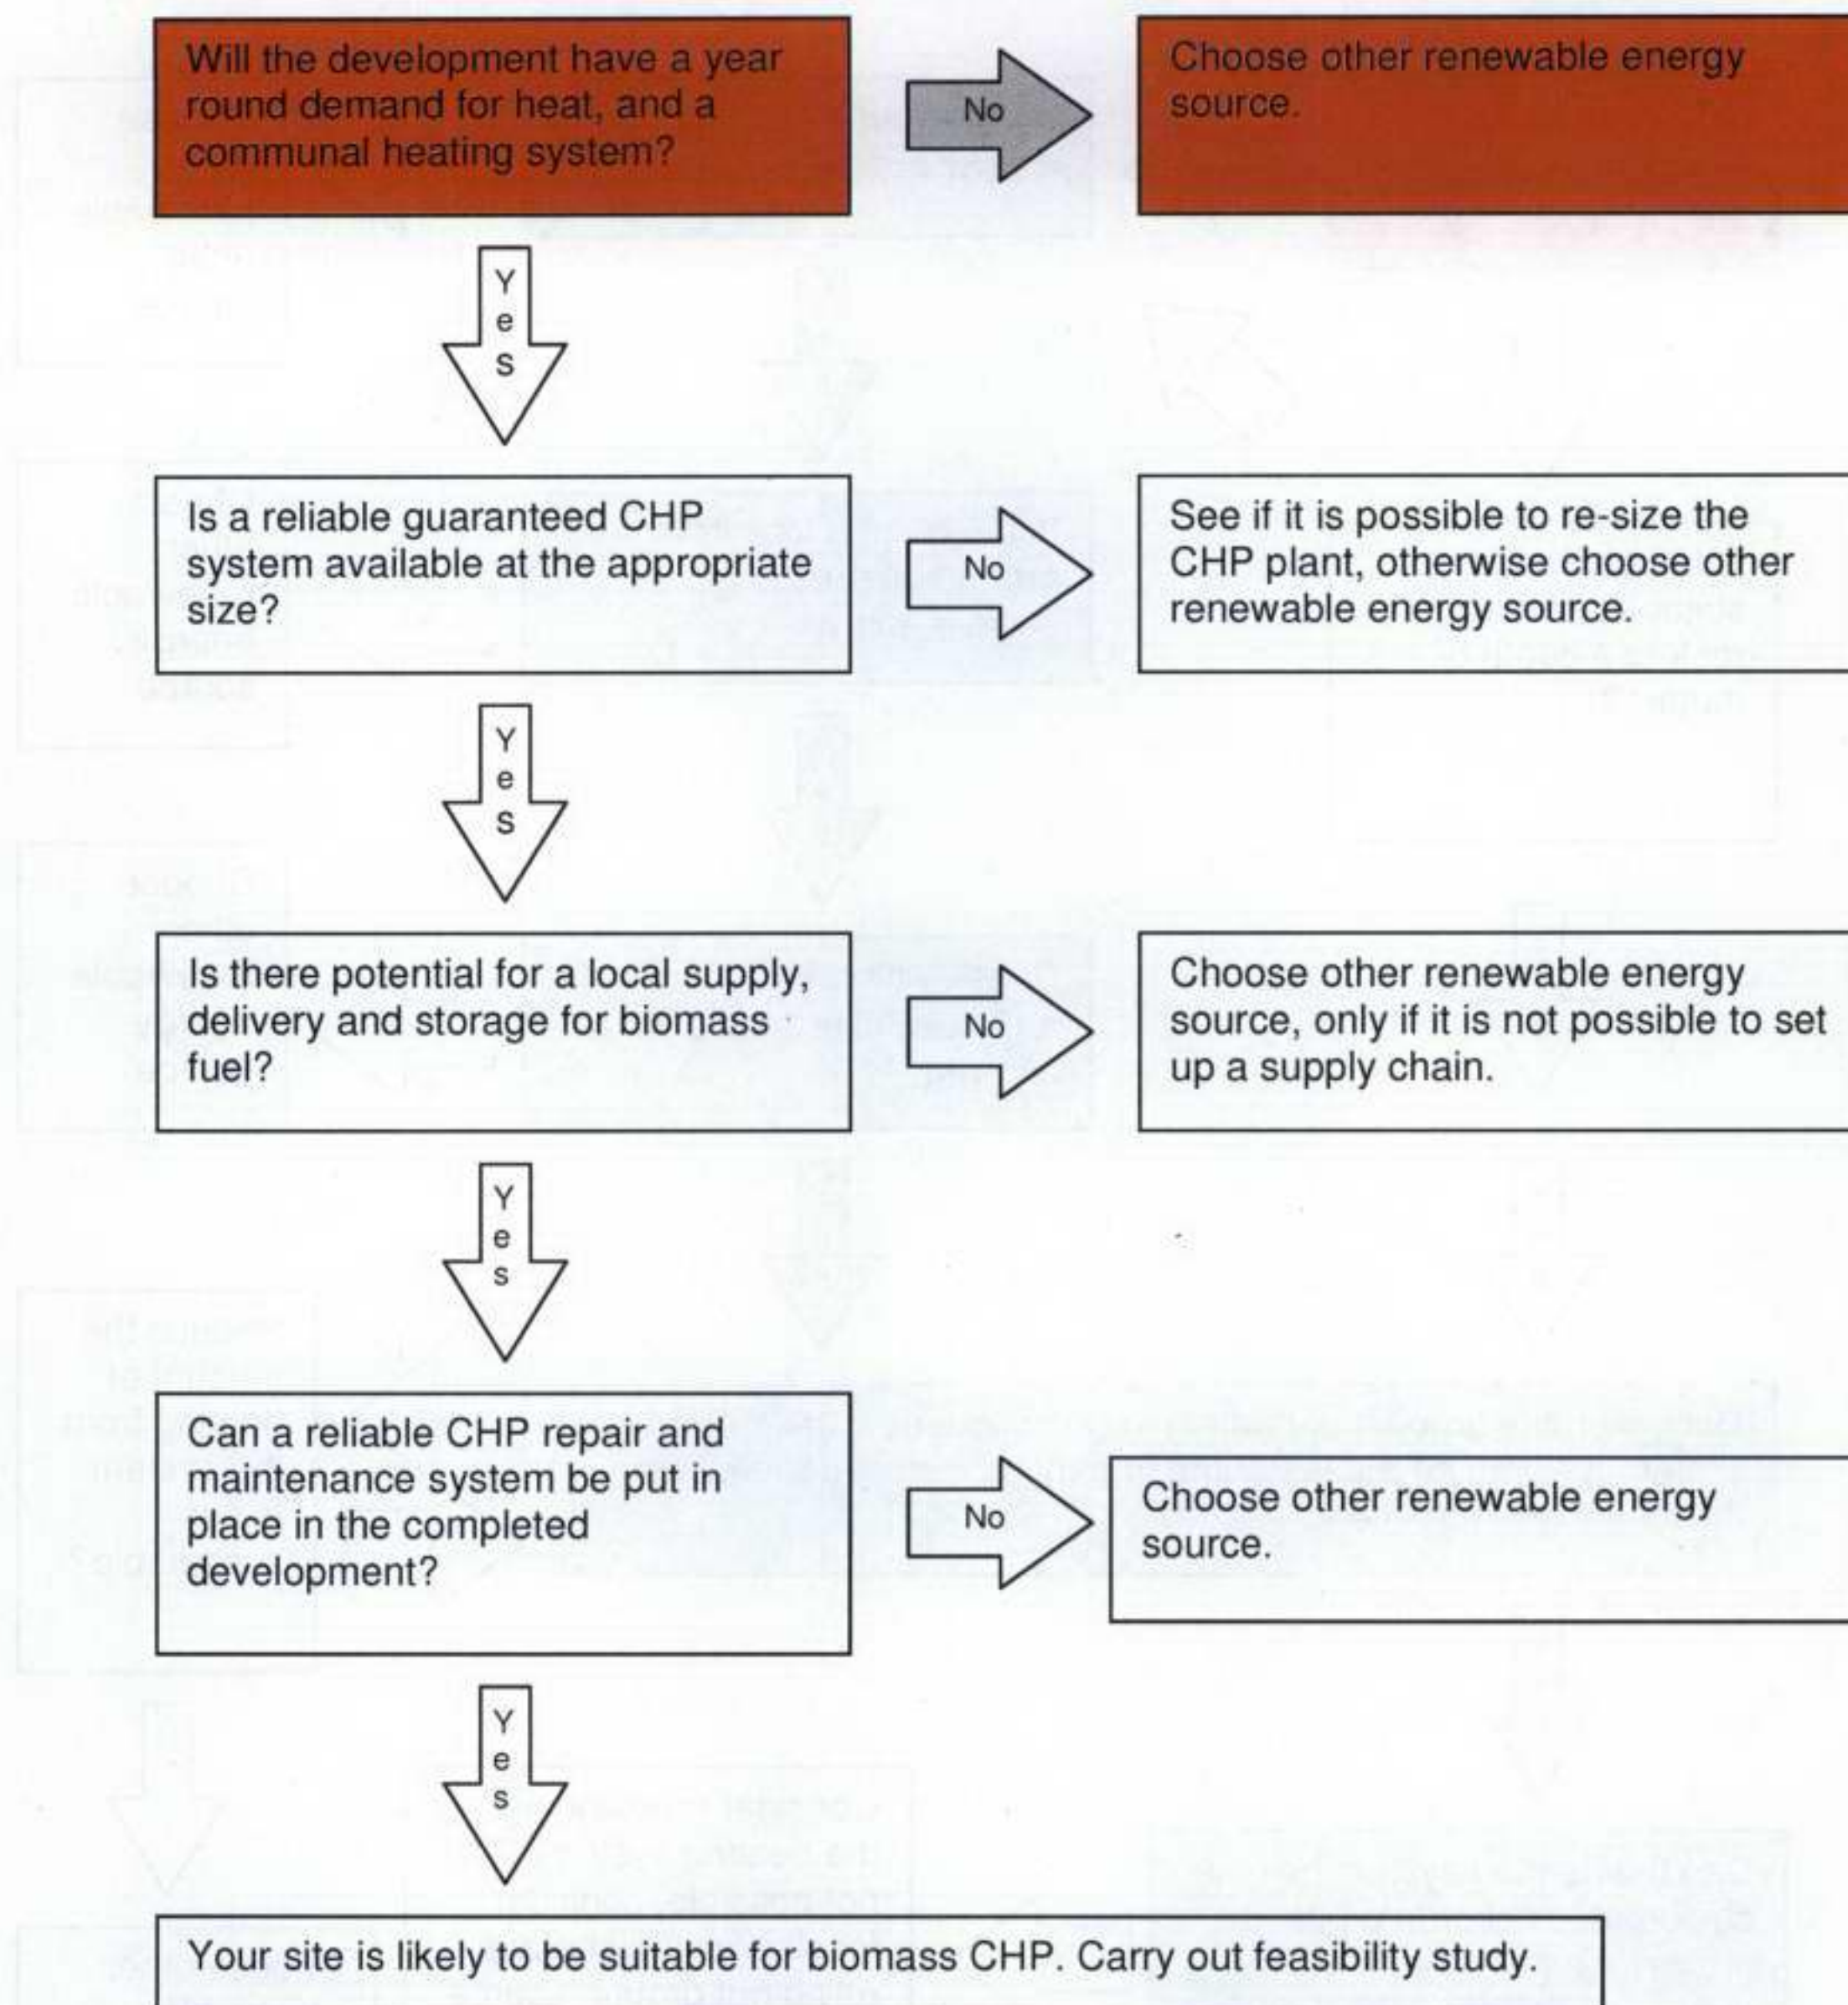 Will the development have a year
round demand for heat, and a
communal heating system?
No
Choose other renewable energy
source.
Yes
Is a reliable guaranteed CHP
system available at the appropriate
size?
No
See if it is possible to re-size the
CHP plant, otherwise choose other
renewable energy source.
Yes
Is there potential for a local supply,
delivery and storage for biomass
fuel?
No
Choose other renewable energy
source, only if it is not possible to set
up a supply chain.
Yes
Can a reliable CHP repair and
maintenance system be put in
place in the completed
development?
No
Choose other renewable energy
source.
Yes
Your site is likely to be suitable for biomass CHP. Carry out feasibility study.